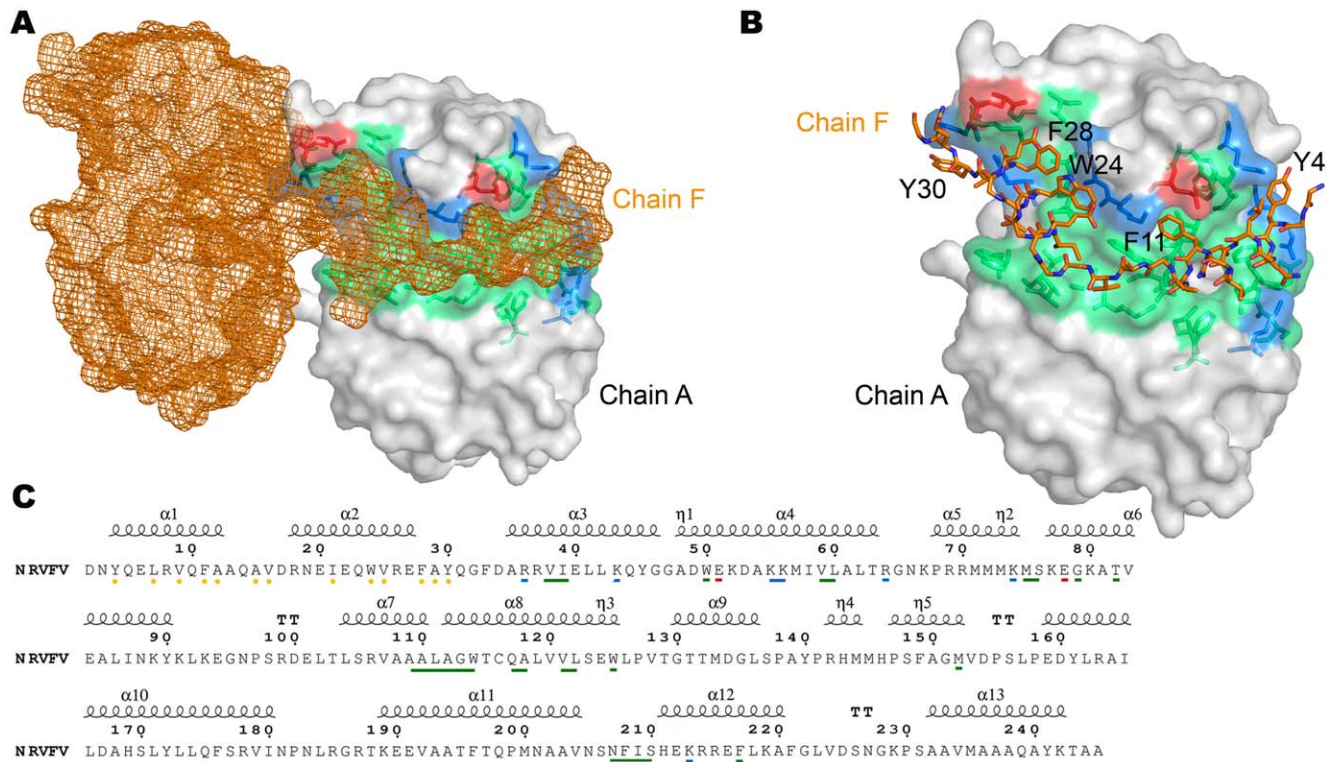 A
B
Chain F
Chain A
Chain F
F28
W24
Y4
Y30
F11
Chain A
C
α1 α2 α3 η1 α4 α5 η2 α6
10 20 30 40 50 60 70 80
NRVFV DNYQELRVQFAAQAVDRNEIEQWVREFAYQGFDARRVIELLKQYGGADWEKDAKKMIVLALTRGNKPRRMMMKMSKEGKATV
TT α7 α8 η3 α9 η4 η5 TT
90 100 110 120 130 140 150 160
NRVFV EALINKYKLKEGNPSRDELTLSRVAAALAGWTCQALVVLSEWLPVTGTTMDGLSPAYPRHMMHPSFAGMVDPSLPEDYLRAI
α10 α11 α12 TT α13
170 180 190 200 210 220 230 240
NRVFV LDAHSLYLLQFSRVINPNLRGRTKEEVAATFTQPMNAAVNSNFISHEKRREFLKAFGLVDSNGKPSAAVMAAAQAYKTAA